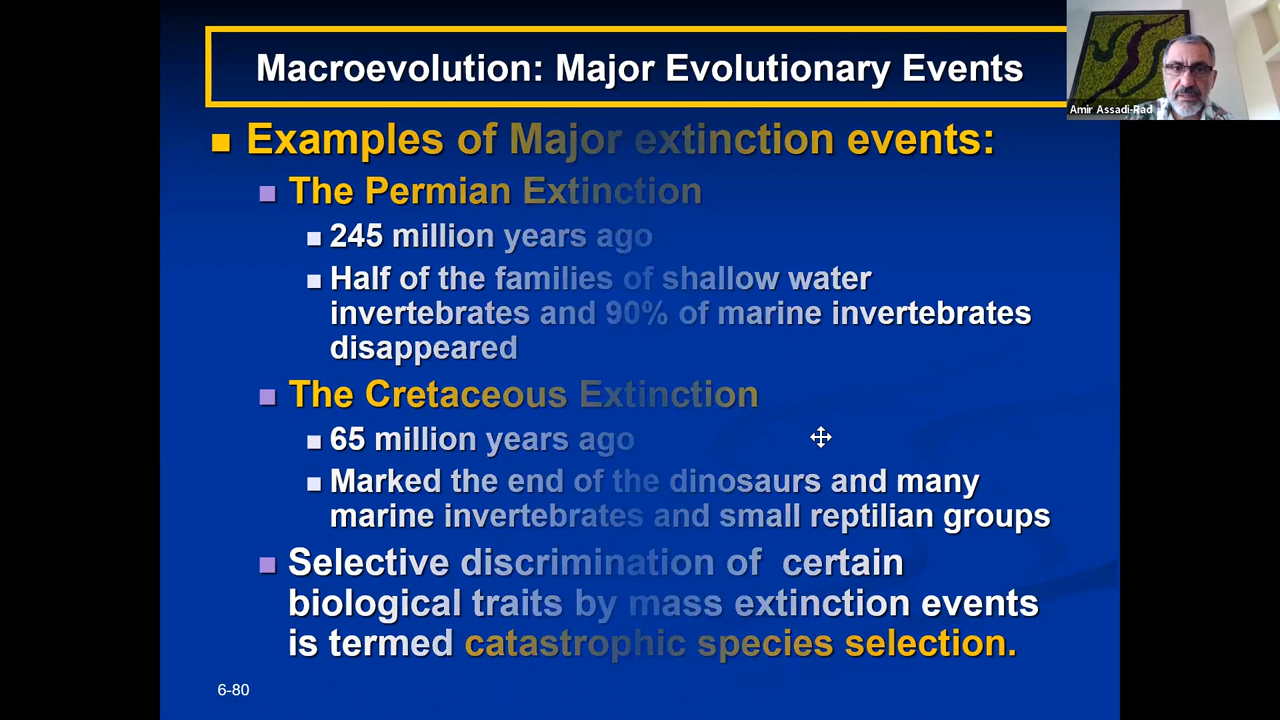 Macroevolution: Major Evolutionary Events
Amir Assadi-Rad
Examples of Major extinction events:
The Permian Extinction
245 million years ago
Half of the families of shallow water
invertebrates and 90% of marine invertebrates
disappeared
The Cretaceous Extinction
65 million years ago
Marked the end of the dinosaurs and many
marine invertebrates and small reptilian groups
Selective discrimination of certain
biological traits by mass extinction events
is termed catastrophic species selection.
6-80